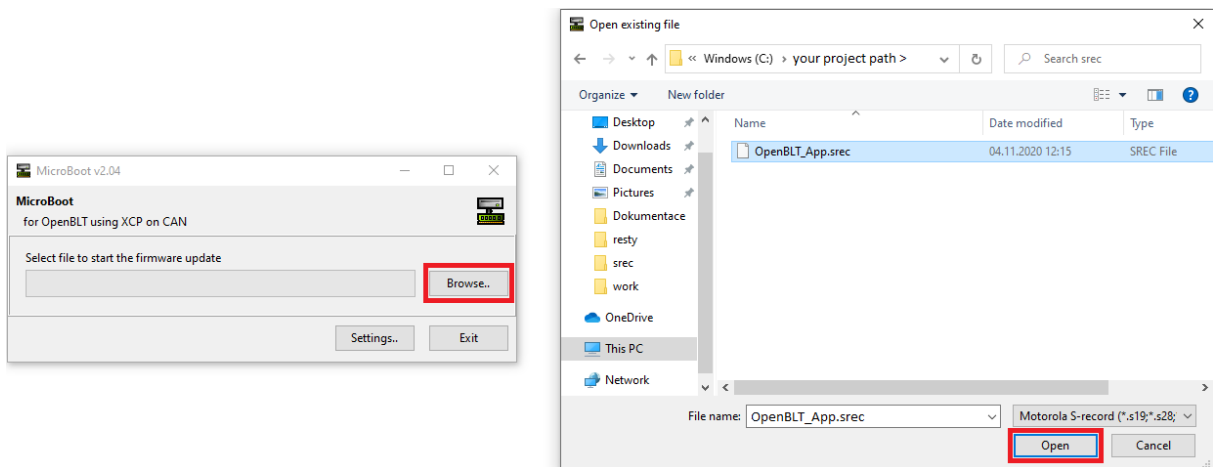 MicroBoot v2.04
MicroBoot
for OpenBLT using XCP on CAN
Select file to start the firmware update
Browse..
Settings..
Exit
Open existing file
« Windows (C:) › your project path >
Search srec
Organize
New folder
Desktop
Downloads
Documents
Pictures
Dokumentace
resty
srec
work
OneDrive
This PC
Network
Name
Date modified
Type
OpenBLT_App.srec
04.11.2020 12:15
SREC File
File name:
OpenBLT_App.srec
Motorola S-record (*.s19;*.s28;
Open
Cancel